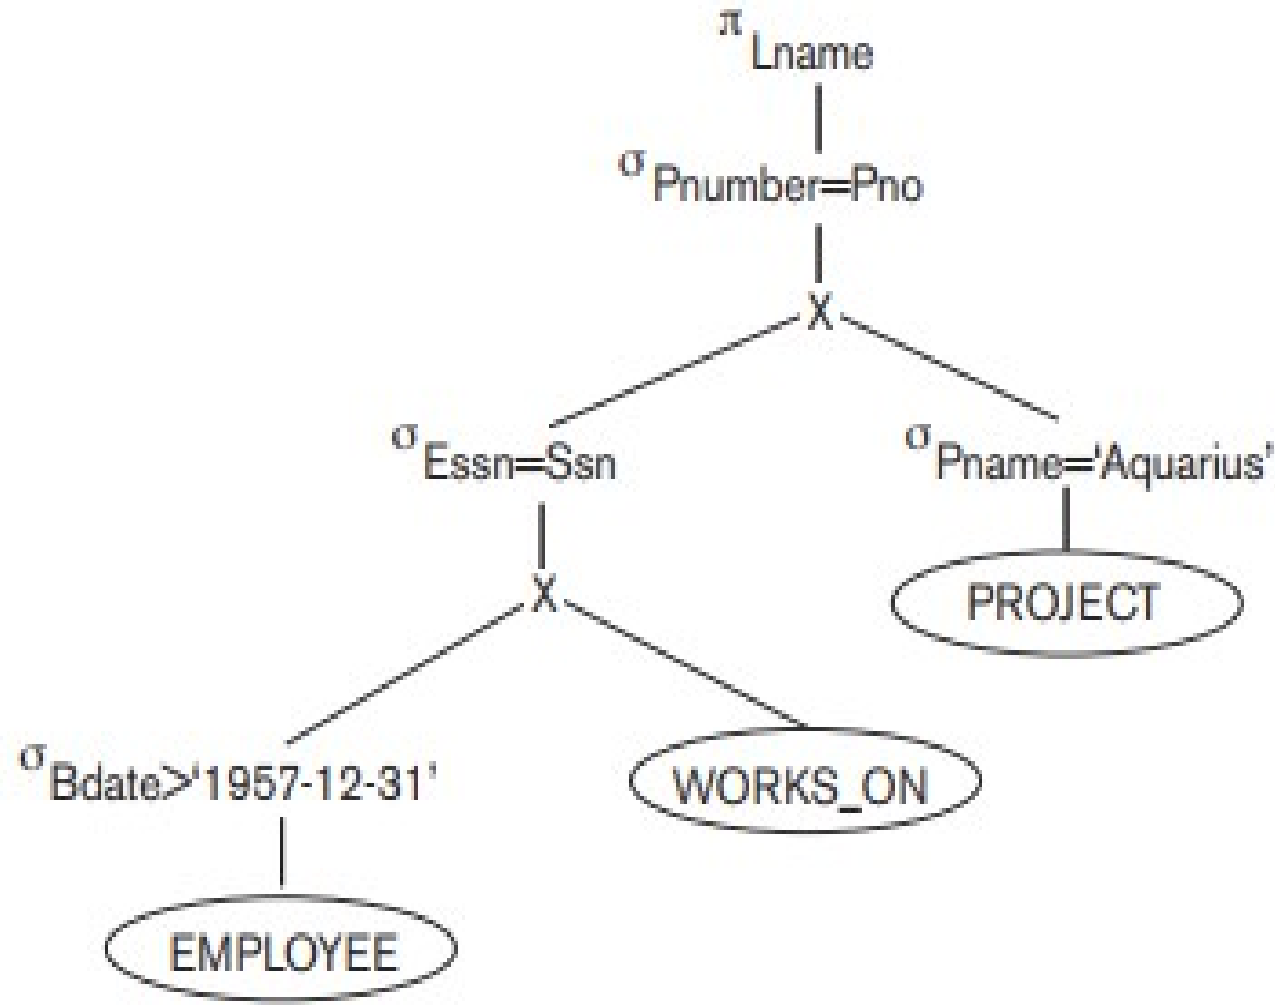 π Lname
σ Pnumber=Pno
X
σ Essn=Ssn
σ Pname='Aquarius'
X
PROJECT
σ Bdate>'1957-12-31'
WORKS_ON
EMPLOYEE